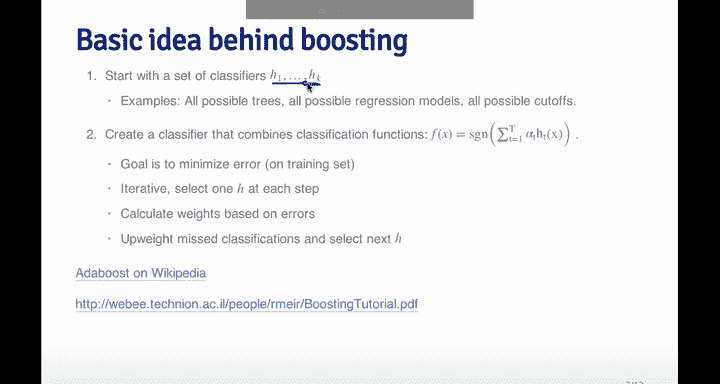 Basic idea behind boosting
1. Start with a set of classifiers h₁,...,hₖ
· Examples: All possible trees, all possible regression models, all possible cutoffs.
2. Create a classifier that combines classification functions: f(x) = sgn(∑ᵀₜ₌₁ αₜhₜ(x)) .
· Goal is to minimize error (on training set)
· Iterative, select one h at each step
· Calculate weights based on errors
· Upweight missed classifications and select next h
Adaboost on Wikipedia
http://webee.technion.ac.il/people/rmeir/BoostingTutorial.pdf